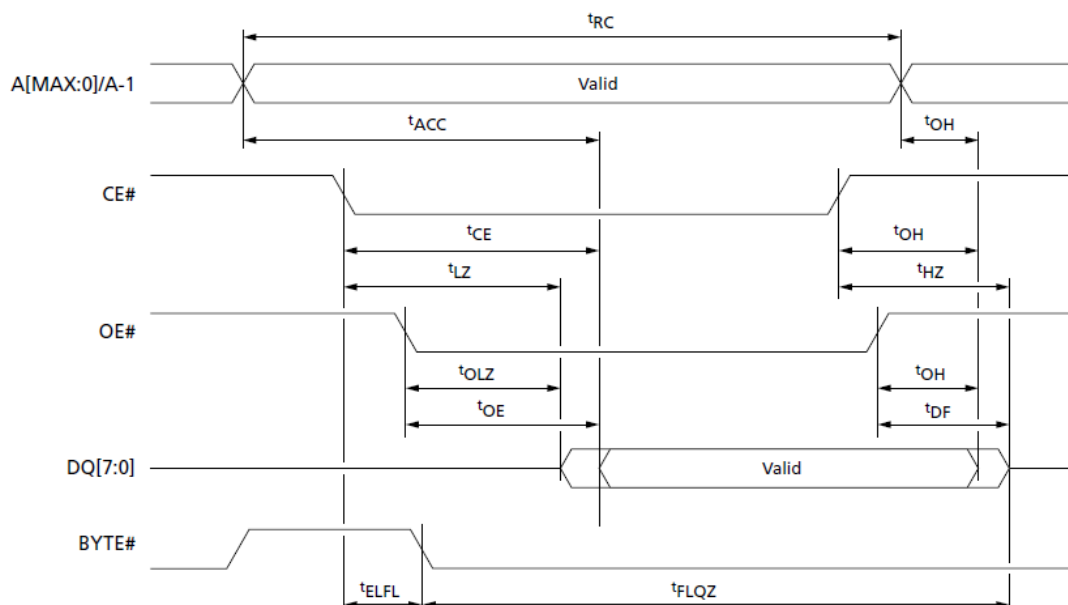 tRC
A[MAX:0]/A-1 Valid
tACC tOH
CE#
tCE tOH
tLZ tHZ
OE#
tOLZ tOH
tOE tDF
DQ[7:0] Valid
BYTE#
tELFL tFLQZ